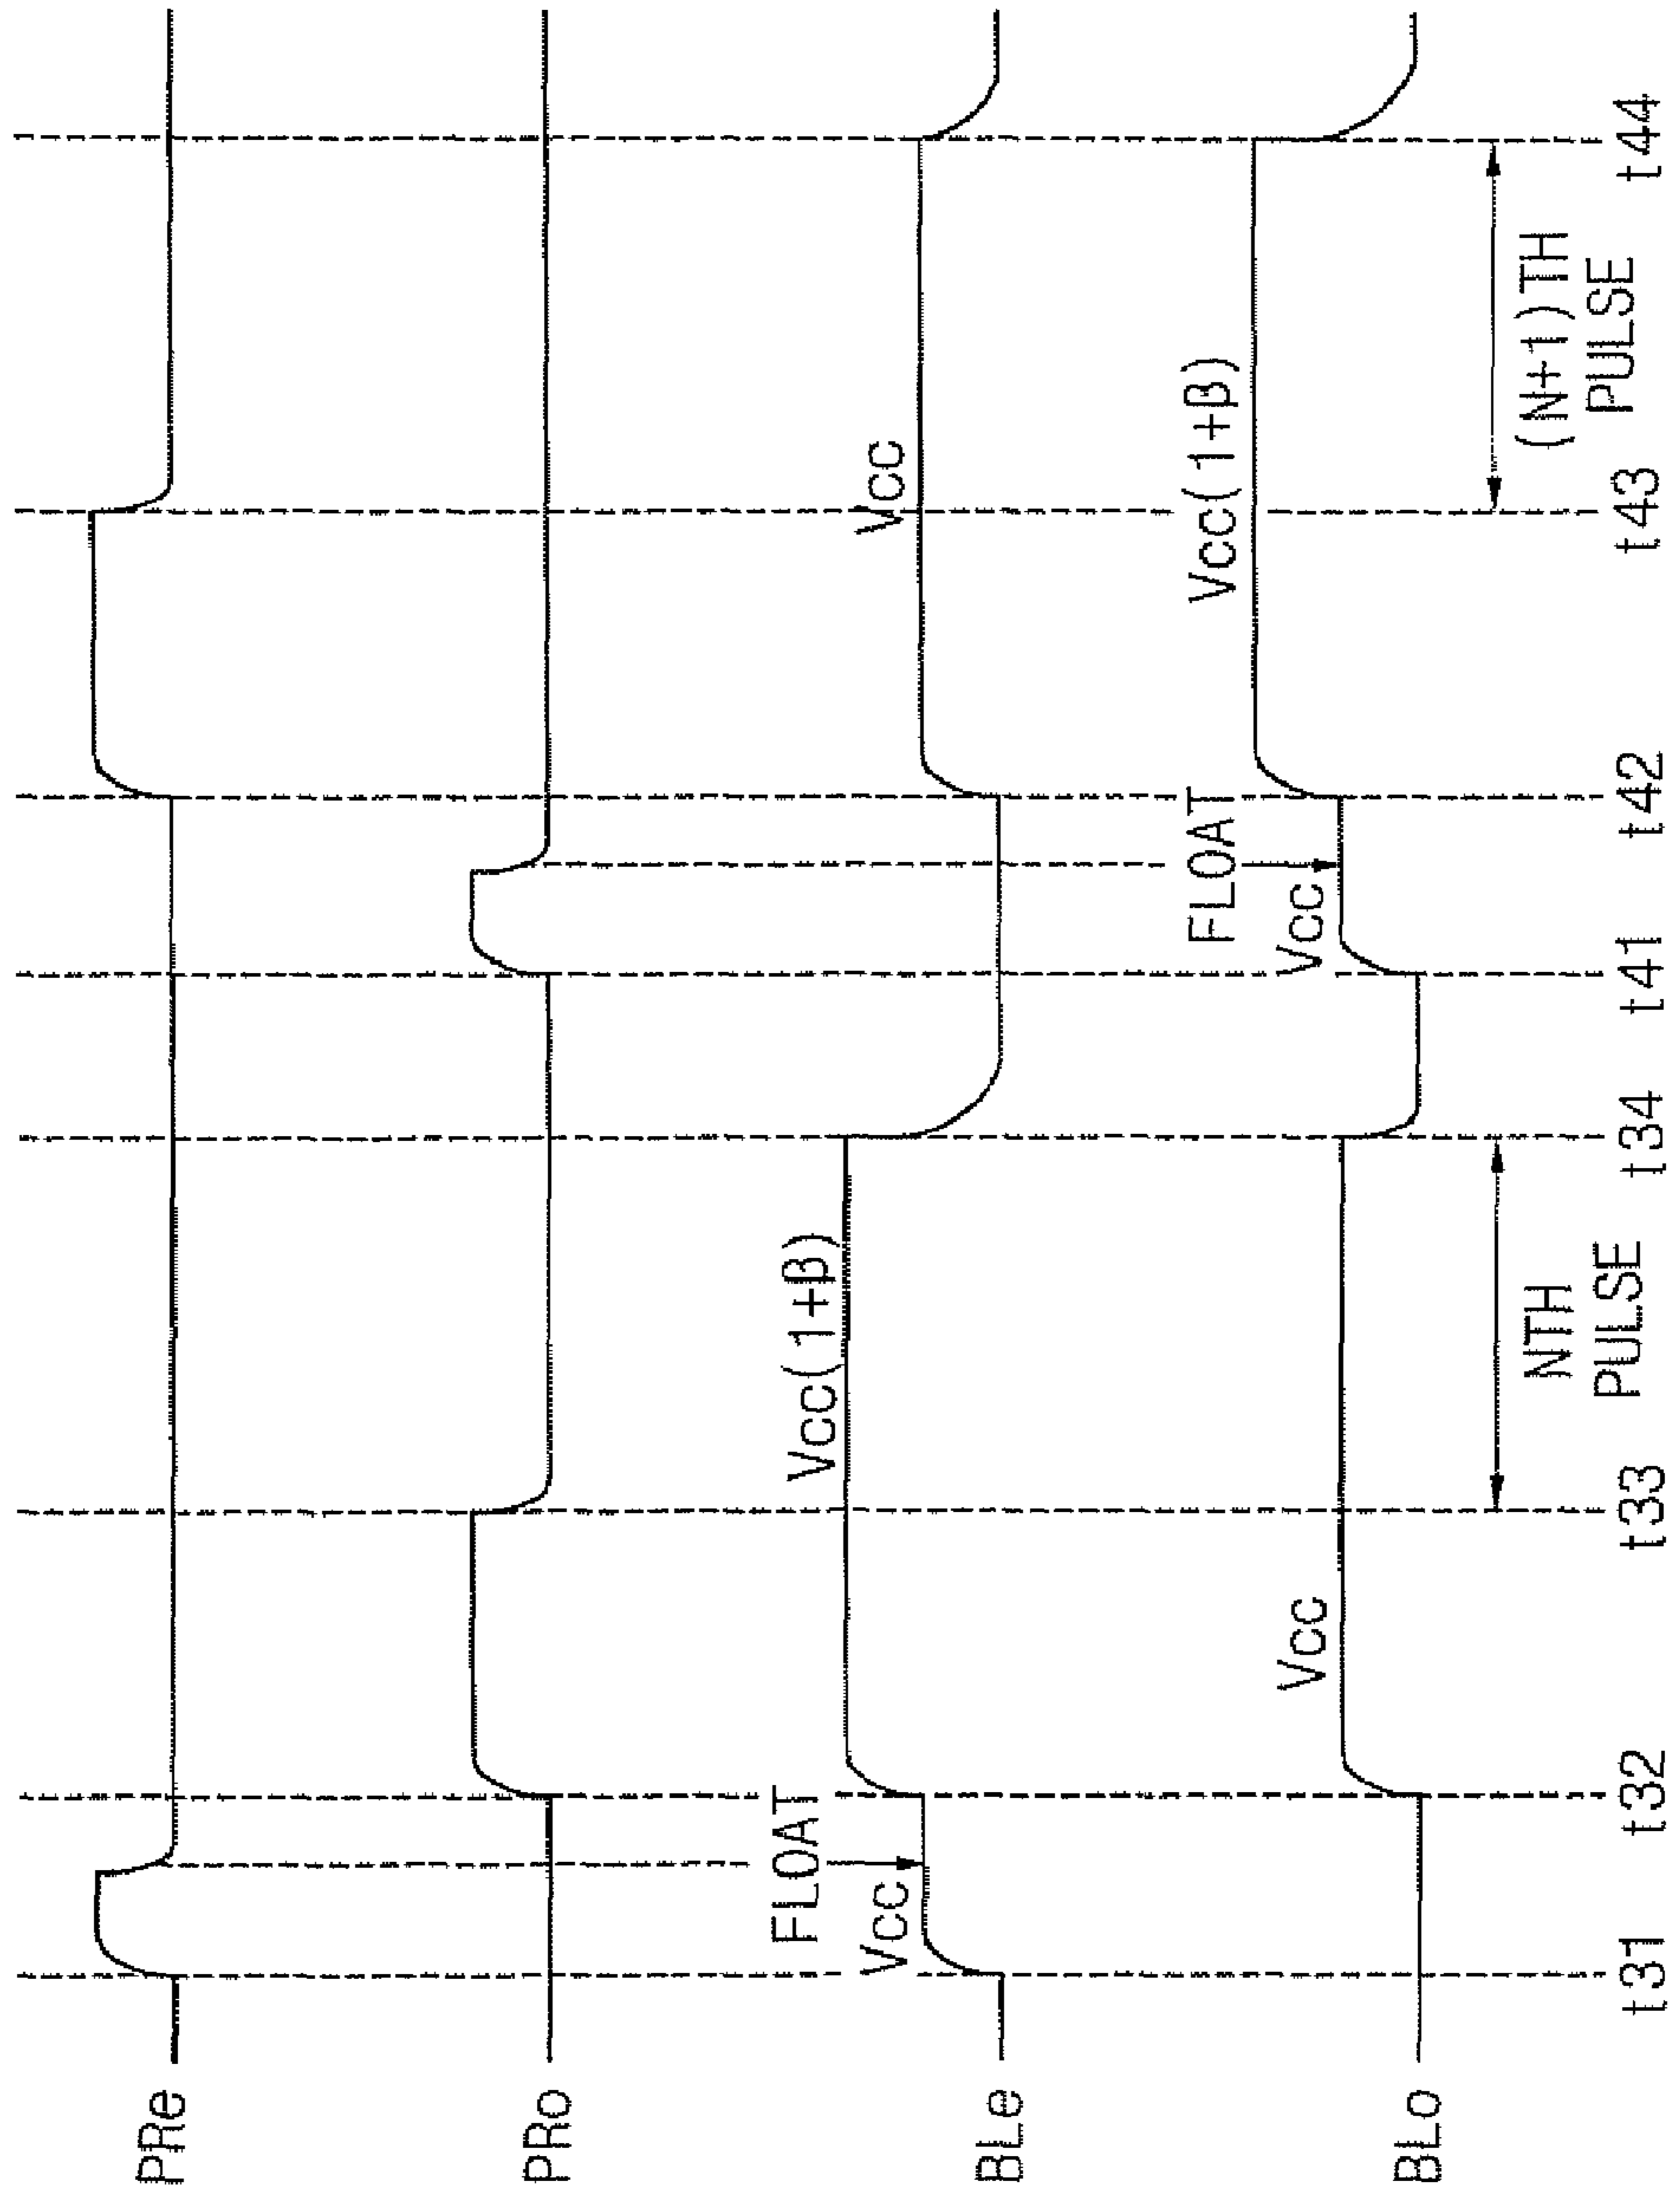 PRe
PRo
FLOAT
Vcc
Vcc(1+β)
Vcc
BLe
FLOAT
Vcc
Vcc
Vcc(1+β)
BLo
NTH
PULSE
(N+1)TH
PULSE
t31
t32
t33
t34
t41
t42
t43
t44